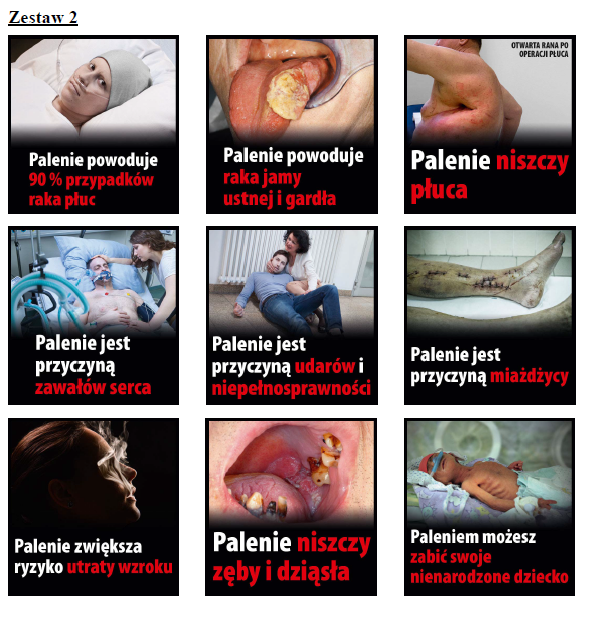 Zestaw 2
Palenie powoduje
90 % przypadków
raka płuc
Palenie powoduje
raka jamy
ustnej i gardła
OTWARTA RANA PO
OPERACJI PŁUCA
Palenie niszczy
płuca
Palenie jest
przyczyną
zawałów serca
Palenie jest
przyczyną udarów i
niepełnosprawności
Palenie jest
przyczyną miażdżycy
Palenie zwiększa
ryzyko utraty wzroku
Palenie niszczy
zęby i dziąsła
Paleniem możesz
zabić swoje
nienarodzone dziecko